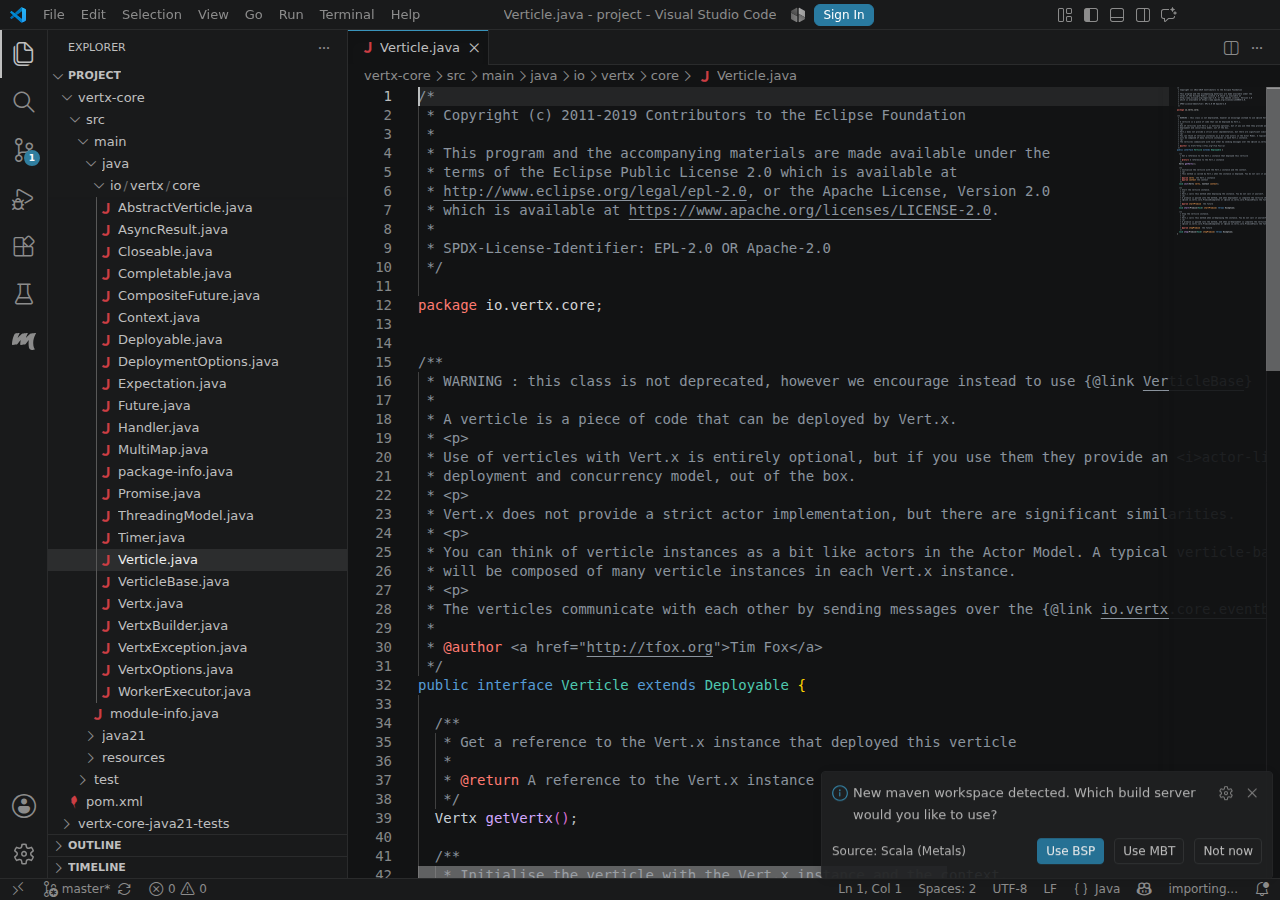 File Edit Selection View Go Run Terminal Help
Verticle.java - project - Visual Studio Code
Sign In
EXPLORER
PROJECT
vertx-core
src
main
java
io / vertx / core
AbstractVerticle.java
AsyncResult.java
Closeable.java
Completable.java
CompositeFuture.java
Context.java
Deployable.java
DeploymentOptions.java
Expectation.java
Future.java
Handler.java
MultiMap.java
package-info.java
Promise.java
ThreadingModel.java
Timer.java
Verticle.java
VerticleBase.java
Vertx.java
VertxBuilder.java
VertxException.java
VertxOptions.java
WorkerExecutor.java
module-info.java
java21
resources
test
pom.xml
vertx-core-java21-tests
OUTLINE
TIMELINE
1
Verticle.java
vertx-core > src > main > java > io > vertx > core > Verticle.java
1 /*
2 * Copyright (c) 2011-2019 Contributors to the Eclipse Foundation
3 *
4 * This program and the accompanying materials are made available under the
5 * terms of the Eclipse Public License 2.0 which is available at
6 * http://www.eclipse.org/legal/epl-2.0, or the Apache License, Version 2.0
7 * which is available at https://www.apache.org/licenses/LICENSE-2.0.
8 *
9 * SPDX-License-Identifier: EPL-2.0 OR Apache-2.0
10 */
11
12 package io.vertx.core;
13
14
15 /**
16 * WARNING : this class is not deprecated, however we encourage instead to use {@link VerticleBase}
17 *
18 * A verticle is a piece of code that can be deployed by Vert.x.
19 * <p>
20 * Use of verticles with Vert.x is entirely optional, but if you use them they provide an <i>actor-li
21 * deployment and concurrency model, out of the box.
22 * <p>
23 * Vert.x does not provide a strict actor implementation, but there are significant similarities.
24 * <p>
25 * You can think of verticle instances as a bit like actors in the Actor Model. A typical verticle-ba
26 * will be composed of many verticle instances in each Vert.x instance.
27 * <p>
28 * The verticles communicate with each other by sending messages over the {@link io.vertx.core.eventb
29 *
30 * @author <a href="http://tfox.org">Tim Fox</a>
31 */
32 public interface Verticle extends Deployable {
33
34 /**
35 * Get a reference to the Vert.x instance that deployed this verticle
36 *
37 * @return A reference to the Vert.x instance
38 */
39 Vertx getVertx();
40
41 /**
42 * Initialise the verticle with the Vert.x instance and the context.
New maven workspace detected. Which build server
would you like to use?
Source: Scala (Metals)
Use BSP
Use MBT
Not now
master* 0 0
Ln 1, Col 1 Spaces: 2 UTF-8 LF { } Java importing...